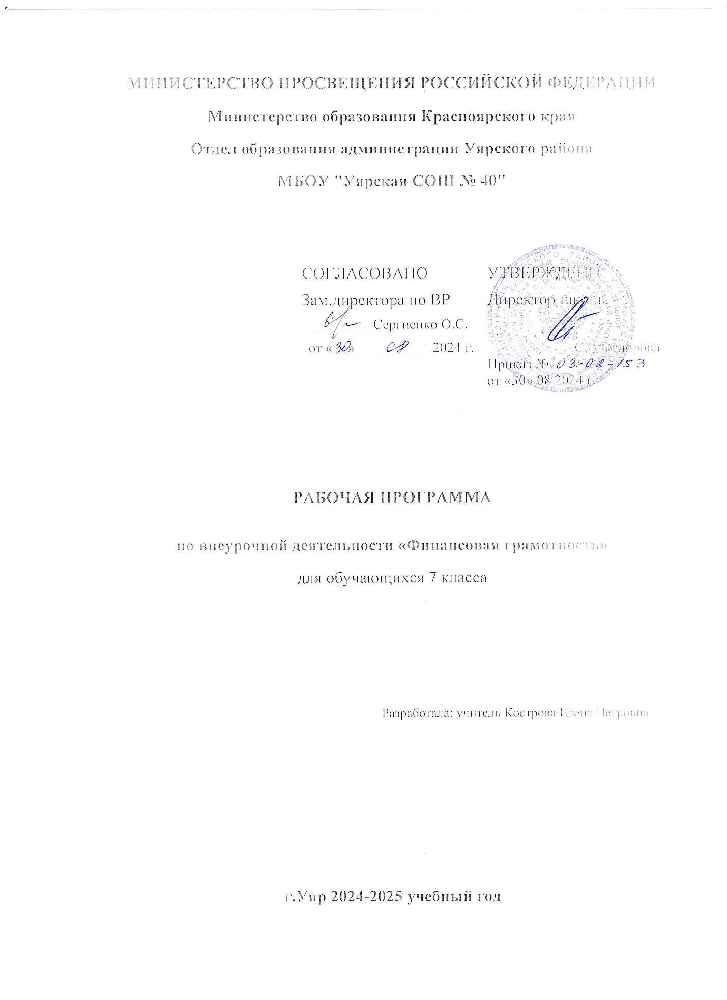 МИНИСТЕРСТВО ПРОСВЕЩЕНИЯ РОССИЙСКОЙ ФЕДЕРАЦИИ
Министерство образования Красноярского края
Отдел образования администрации Уярского района
МБОУ "Уярская СОШ № 40"
СОГЛАСОВАНО
Зам.директора по ВР
Сергиенко О.С.
от «30» 08 2024 г.
УТВЕРЖДЕНО
Директор школы
С.В.Федорова
Приказ № 03-02-153
от «30» 08 2024 г.
РАБОЧАЯ ПРОГРАММА
по внеурочной деятельности «Финансовая грамотность»
для обучающихся 7 класса
Разработала: учитель Кострова Елена Петровна
г.Уяр 2024-2025 учебный год